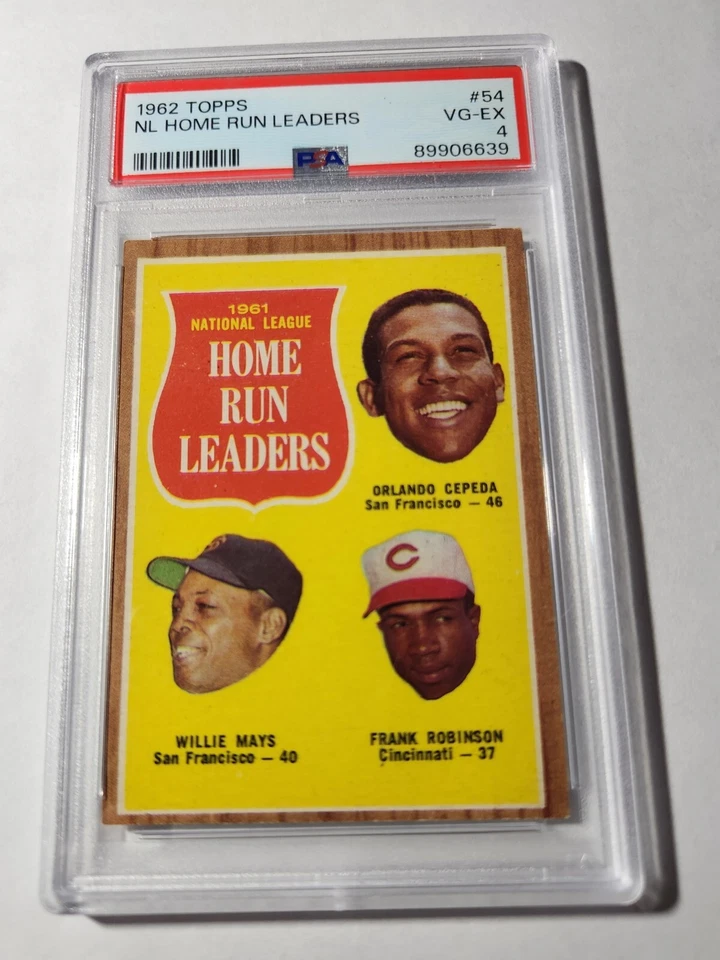 1962 TOPPS #54
NL HOME RUN LEADERS VG-EX
4
PSA 89906639
1961
NATIONAL LEAGUE
HOME
RUN
LEADERS
ORLANDO CEPEDA
San Francisco — 46
C
WILLIE MAYS
San Francisco — 40
FRANK ROBINSON
Cincinnati — 37